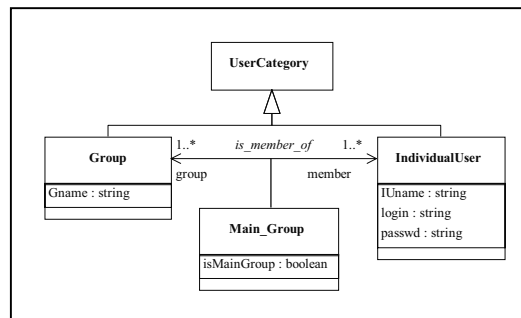 UserCategory
1..* is_member_of 1..*
Group
group
member
IndividualUser
Gname : string
IUname : string
login : string
passwd : string
Main_Group
isMainGroup : boolean